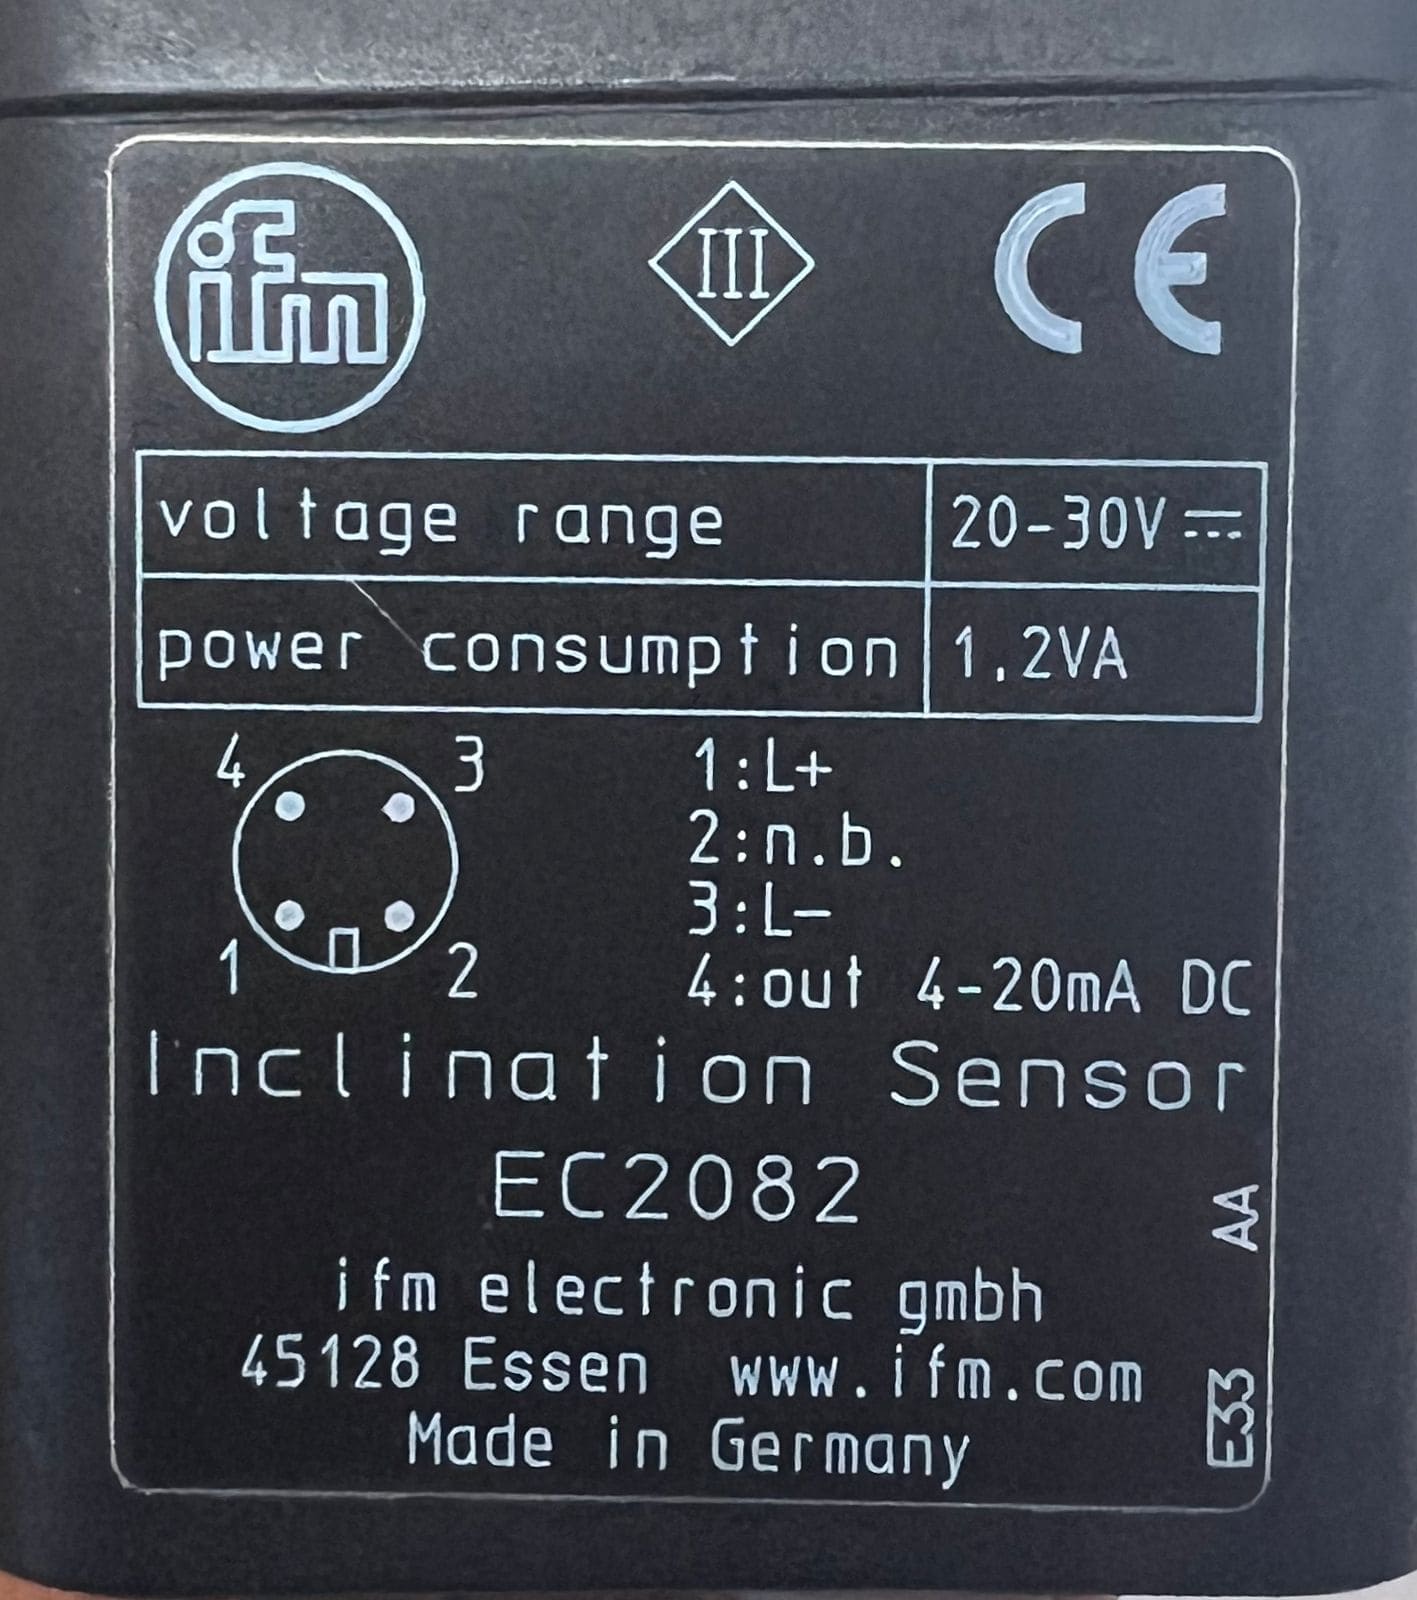 ifm III CE
voltage range 20-30V
power consumption 1.2VA
4 3 1:L+
2:n.b.
3:L-
1 2 4:out 4-20mA DC
Inclination Sensor
EC2082
AA
ifm electronic gmbh
45128 Essen www.ifm.com
E33
Made in Germany